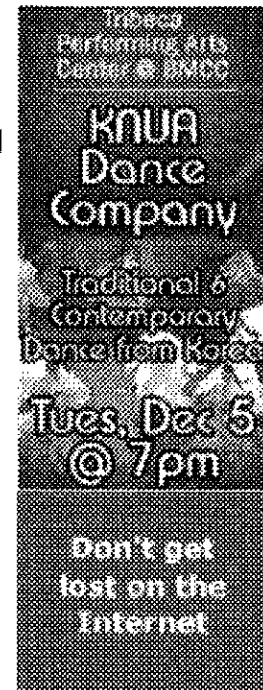 Tribeca
Performing Arts
Center @ BMCC
KNUA
Dance
Company
Traditional &
Contemporary
Dance from Korea
Tues, Dec 5
@ 7pm
Don't get
lost on the
Internet